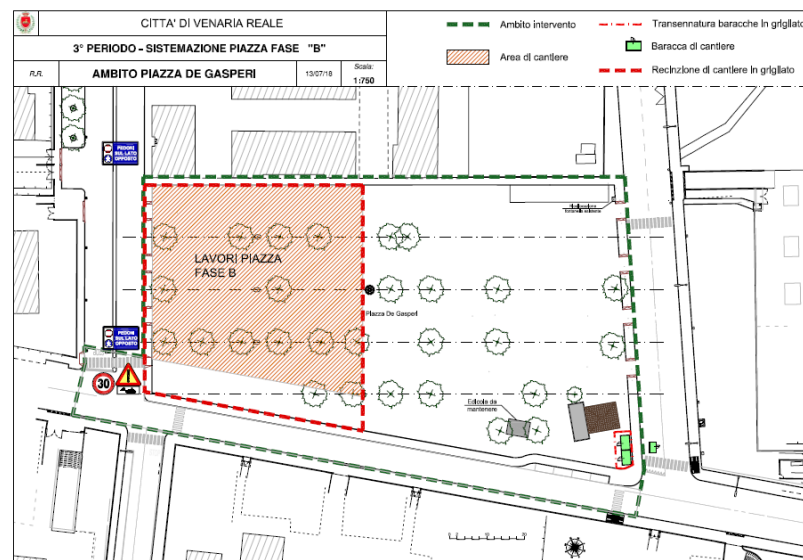 CITTA' DI VENARIA REALE
3° PERIODO - SISTEMAZIONE PIAZZA FASE "B"
R.R.
AMBITO PIAZZA DE GASPERI
13/07/18
Scala:
1:750
Ambito intervento
Area di cantiere
Transennatura baracche in grigliato
Baracca di cantiere
Recinzione di cantiere in grigliato
PEDONI
SUL LATO
OPPOSTO
LAVORI PIAZZA
FASE B
Piazza De Gasperi
PEDONI
SUL LATO
OPPOSTO
30
Edicole da
mantenere